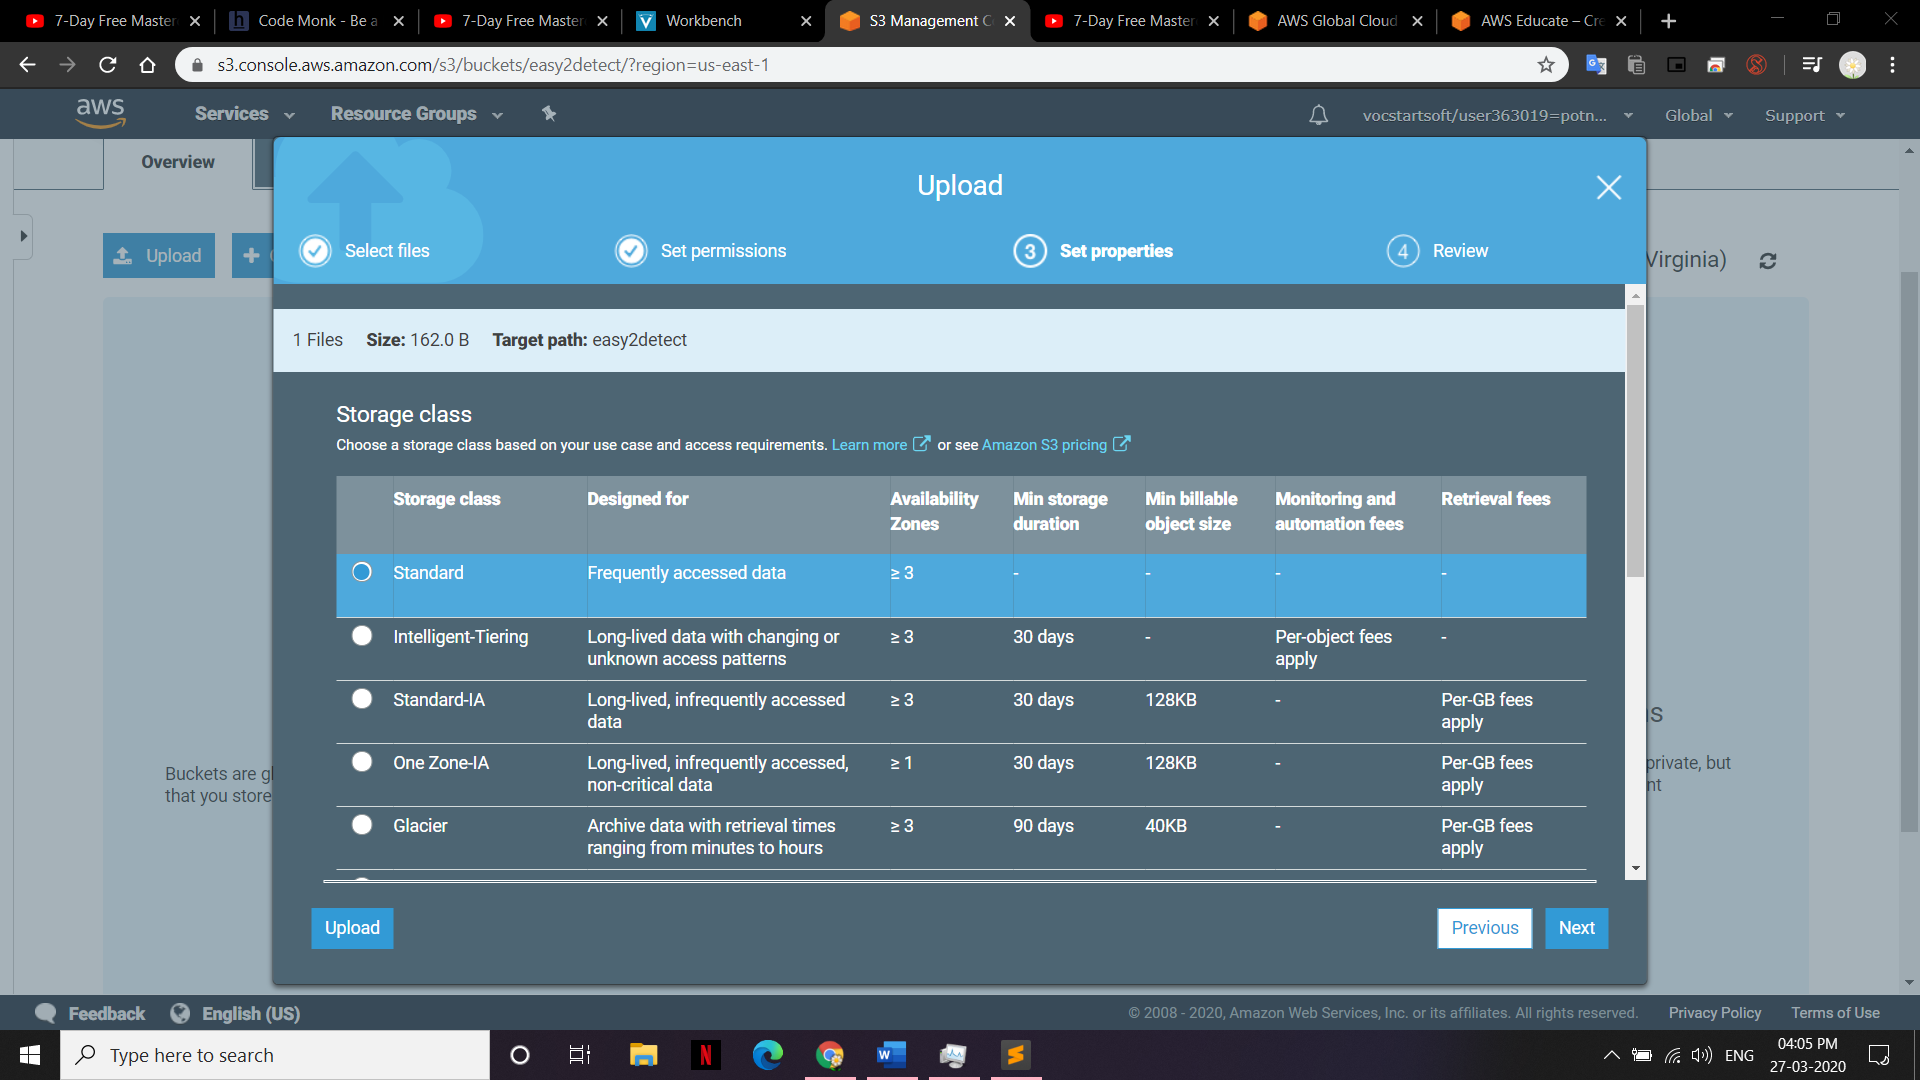 7-Day Free Master
Code Monk - Be a
7-Day Free Master
Workbench
S3 Management C
7-Day Free Master
AWS Global Cloud
AWS Educate – Cre
s3.console.aws.amazon.com/s3/buckets/easy2detect/?region=us-east-1
aws
Services
Resource Groups
vocstartsoft/user363019=potn...
Global
Support
Overview
Upload
Virginia)
Upload
Select files
Set permissions
3 Set properties
4 Review
1 Files Size: 162.0 B Target path: easy2detect
Storage class
Choose a storage class based on your use case and access requirements. Learn more or see Amazon S3 pricing
Storage class Designed for Availability Zones Min storage duration Min billable object size Monitoring and automation fees Retrieval fees
Standard Frequently accessed data ≥ 3 - - - -
Intelligent-Tiering Long-lived data with changing or unknown access patterns ≥ 3 30 days - Per-object fees apply -
Standard-IA Long-lived, infrequently accessed data ≥ 3 30 days 128KB - Per-GB fees apply
One Zone-IA Long-lived, infrequently accessed, non-critical data ≥ 1 30 days 128KB - Per-GB fees apply
Glacier Archive data with retrieval times ranging from minutes to hours ≥ 3 90 days 40KB - Per-GB fees apply
Buckets are gl
that you store
private, but
Upload
Previous
Next
Feedback
English (US)
© 2008 - 2020, Amazon Web Services, Inc. or its affiliates. All rights reserved.
Privacy Policy
Terms of Use
Type here to search
ENG
04:05 PM
27-03-2020